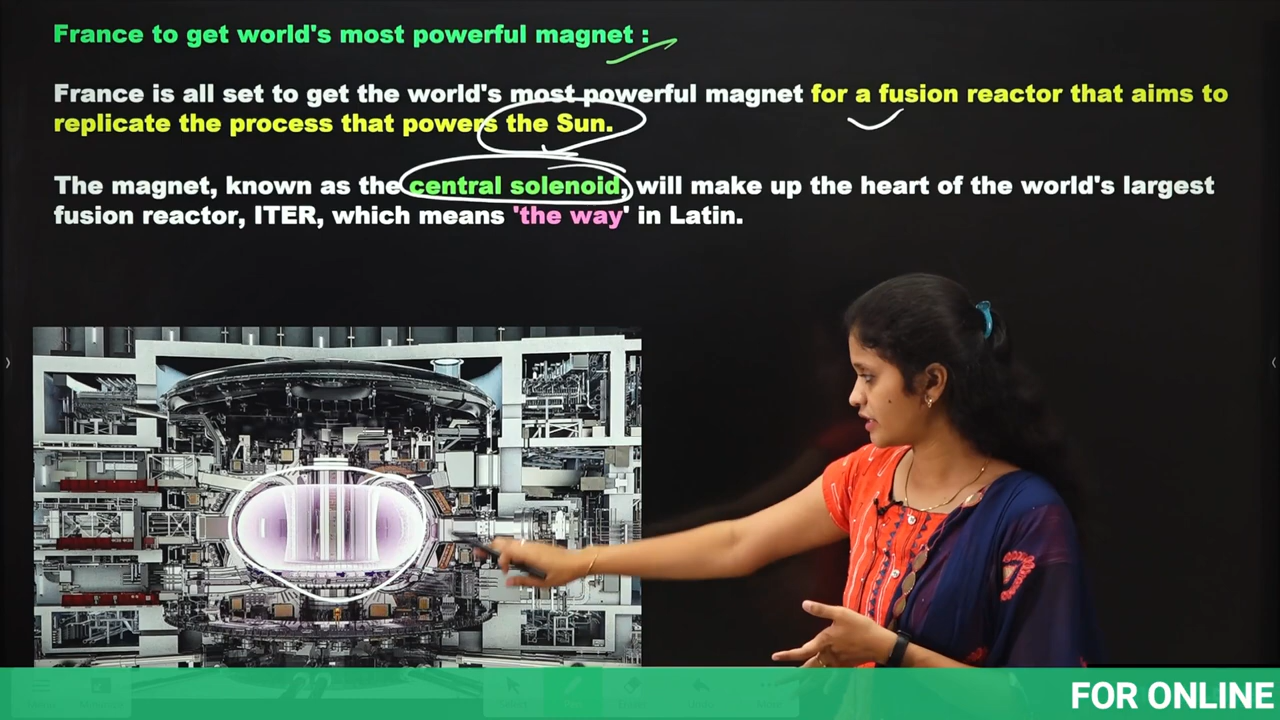 France to get world's most powerful magnet :
France is all set to get the world's most powerful magnet for a fusion reactor that aims to
replicate the process that powers the Sun.
The magnet, known as the central solenoid, will make up the heart of the world's largest
fusion reactor, ITER, which means 'the way' in Latin.
FOR ONLINE